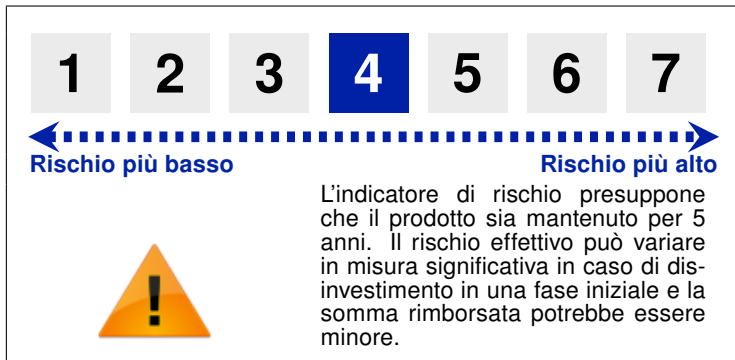 1 2 3 4 5 6 7
Rischio più basso Rischio più alto
L'indicatore di rischio presuppone
che il prodotto sia mantenuto per 5
anni. Il rischio effettivo può variare
in misura significativa in caso di dis-
investimento in una fase iniziale e la
somma rimborsata potrebbe essere
minore.
!